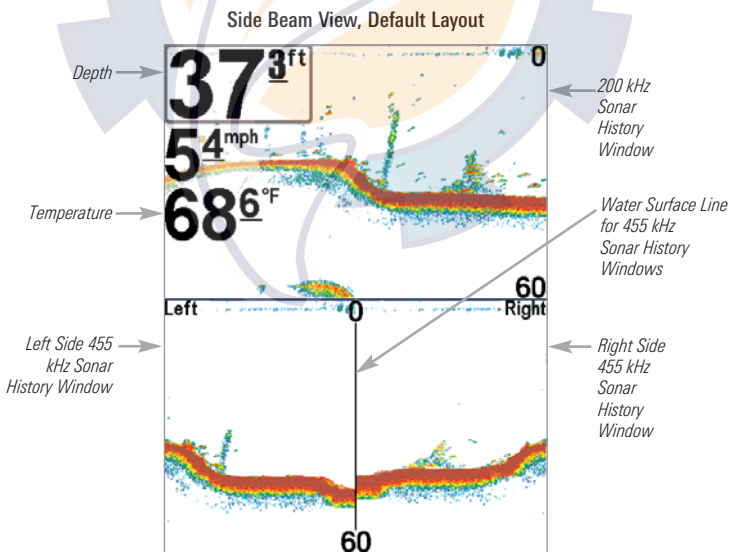 Side Beam View, Default Layout
Depth
37 3 ft
0
200 kHz
Sonar
History
Window
5 4 mph
Temperature
68 6 °F
Water Surface Line
for 455 kHz
Sonar History
Windows
60
Left
0
Right
Left Side 455
kHz Sonar
History Window
Right Side
455 kHz
Sonar
History
Window
60